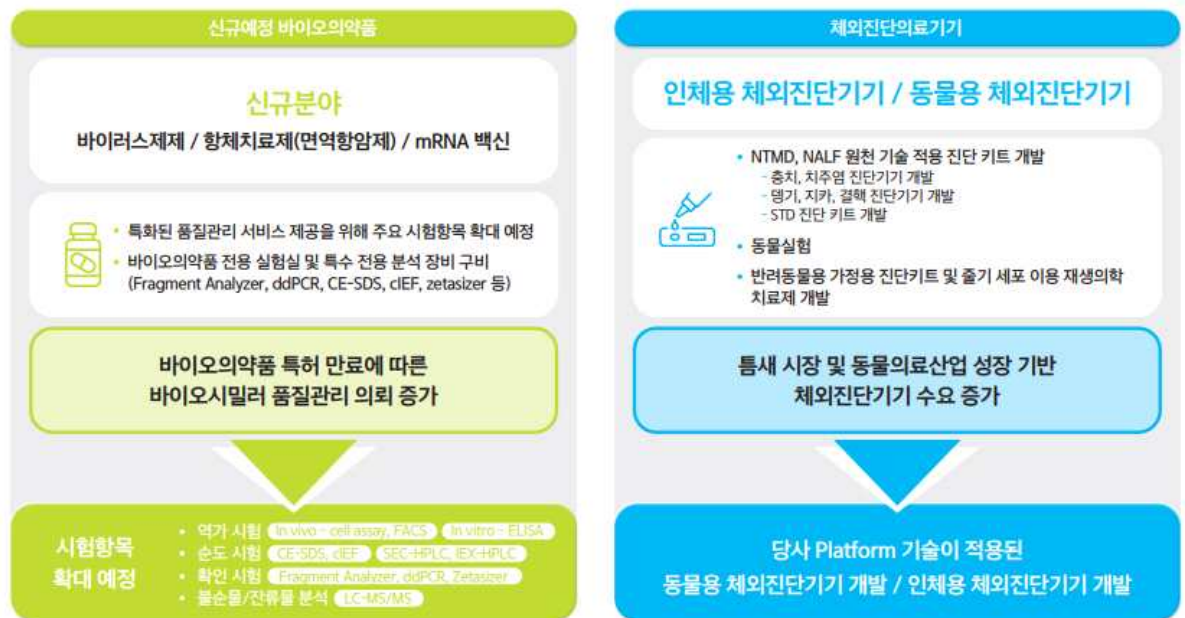 신규예정 바이오의약품
신규분야
바이러스제제 / 항체치료제(면역항암제) / mRNA 백신
• 특화된 품질관리 서비스 제공을 위해 주요 시험항목 확대 예정
• 바이오의약품 전용 실험실 및 특수 전용 분석 장비 구비
(Fragment Analyzer, ddPCR, CE-SDS, cIEF, zetasizer 등)
바이오의약품 특허 만료에 따른
바이오시밀러 품질관리 의뢰 증가
시험항목
확대 예정
• 역가 시험 In vivo - cell assay, FACS In vitro - ELISA
• 순도 시험 CE-SDS, cIEF SEC-HPLC, IEX-HPLC
• 확인 시험 Fragment Analyzer, ddPCR, Zetasizer
• 불순물/잔류물 분석 LC-MS/MS
체외진단의료기기
인체용 체외진단기기 / 동물용 체외진단기기
• NTMD, NALF 원천 기술 적용 진단 키트 개발
- 충치, 치주염 진단기기 개발
- 뎅기, 지카, 결핵 진단기기 개발
- STD 진단 키트 개발
• 동물실험
• 반려동물용 가정용 진단키트 및 줄기 세포 이용 재생의학
치료제 개발
틈새 시장 및 동물의료산업 성장 기반
체외진단기기 수요 증가
당사 Platform 기술이 적용된
동물용 체외진단기기 개발 / 인체용 체외진단기기 개발